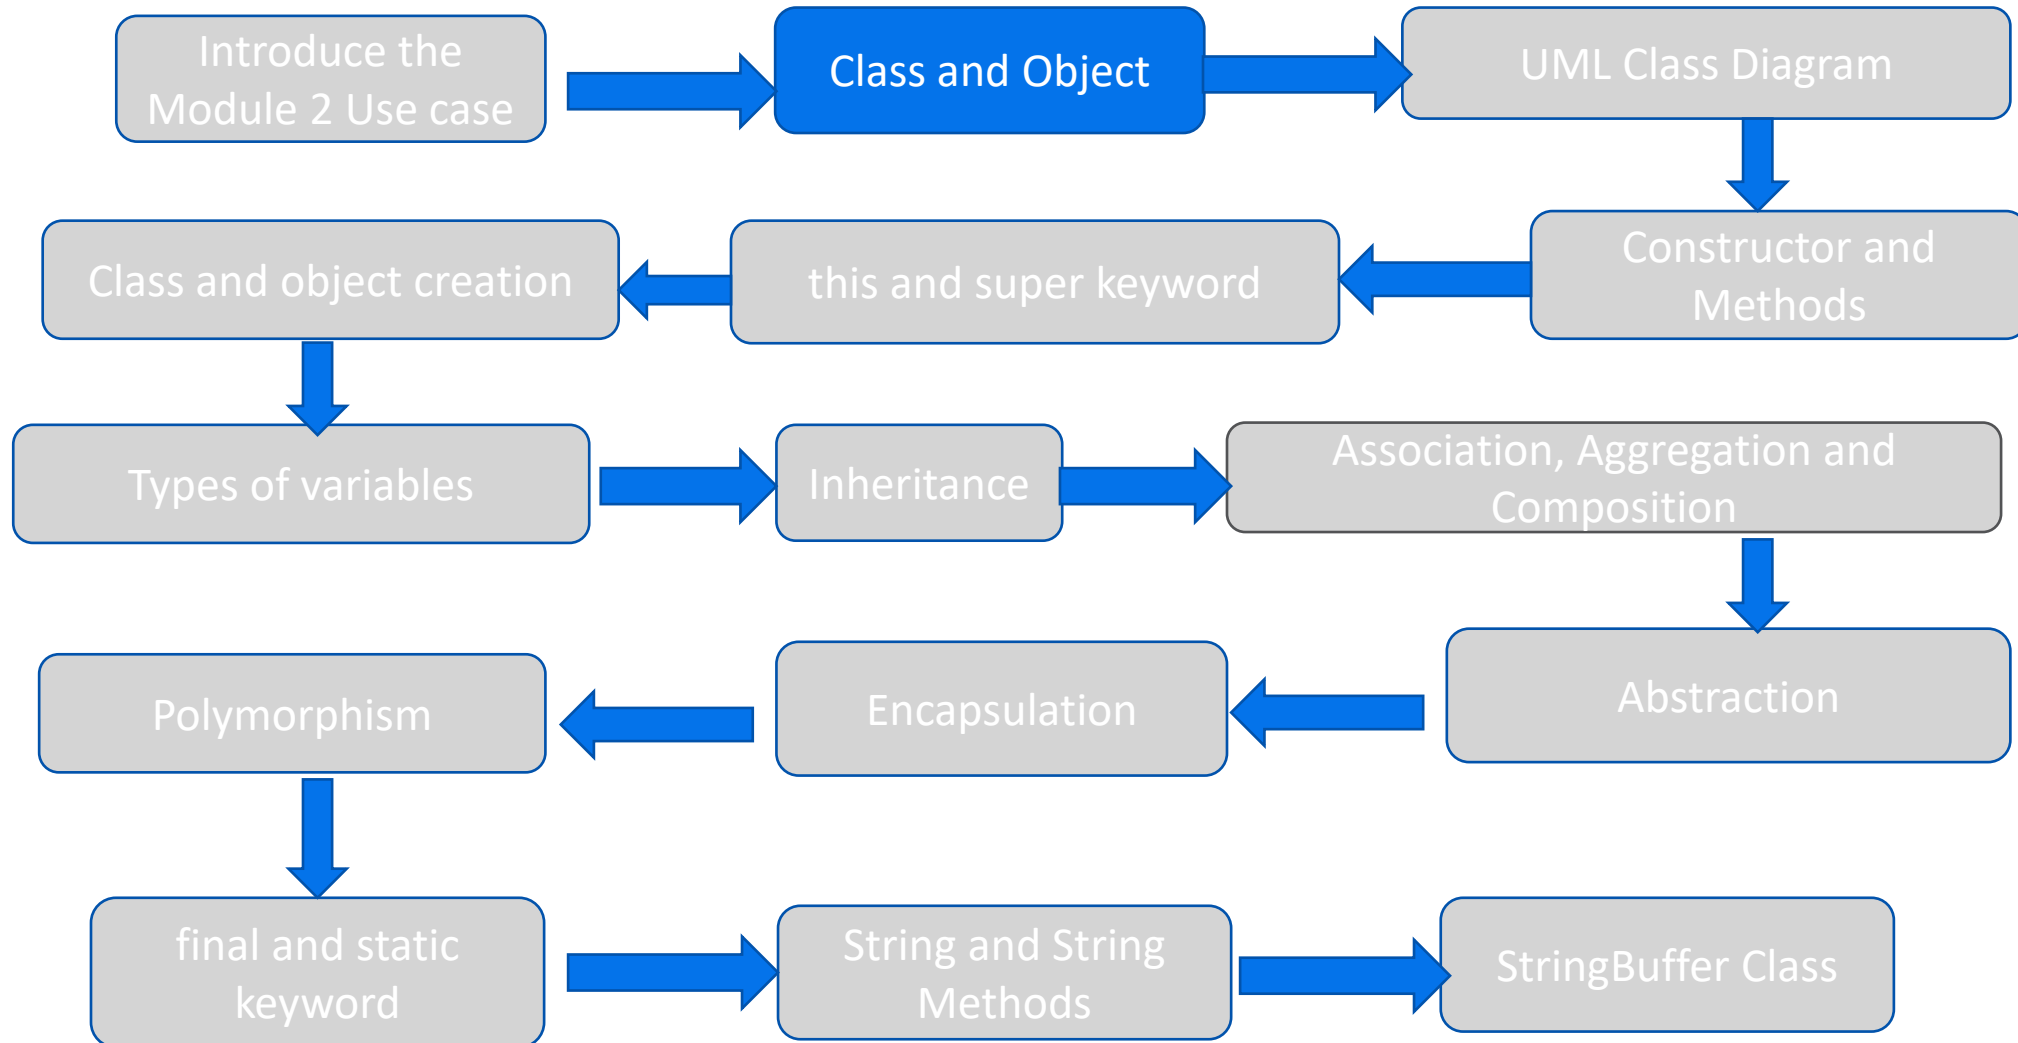 Introduce the
Module 2 Use case
Class and Object
UML Class Diagram
Constructor and
Methods
this and super keyword
Class and object creation
Types of variables
Inheritance
Association, Aggregation and
Composition
Abstraction
Encapsulation
Polymorphism
final and static
keyword
String and String
Methods
StringBuffer Class